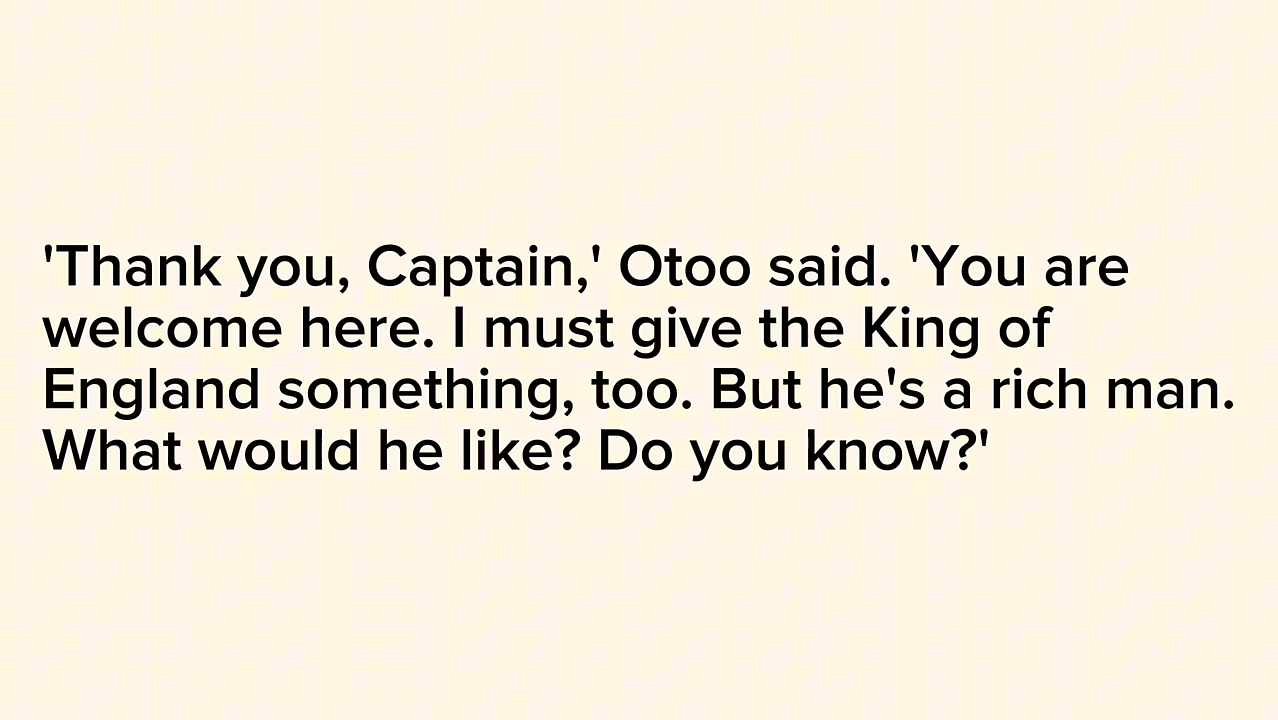 'Thank you, Captain,' Otoo said. 'You are
welcome here. I must give the King of
England something, too. But he's a rich man.
What would he like? Do you know?'